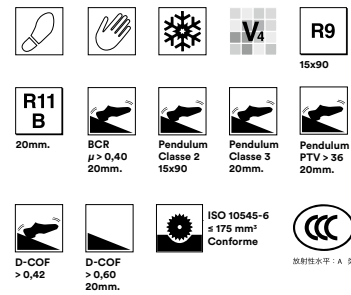 V4
R9
15x90
R11
B
20mm.
BCR
μ > 0,40
20mm.
Pendulum
Classe 2
15x90
Pendulum
Classe 3
20mm.
Pendulum
PTV > 36
20mm.
D-COF
> 0,42
D-COF
> 0,60
20mm.
ISO 10545-6
≤ 175 mm³
Conforme
CCC
放射性水平：A 类